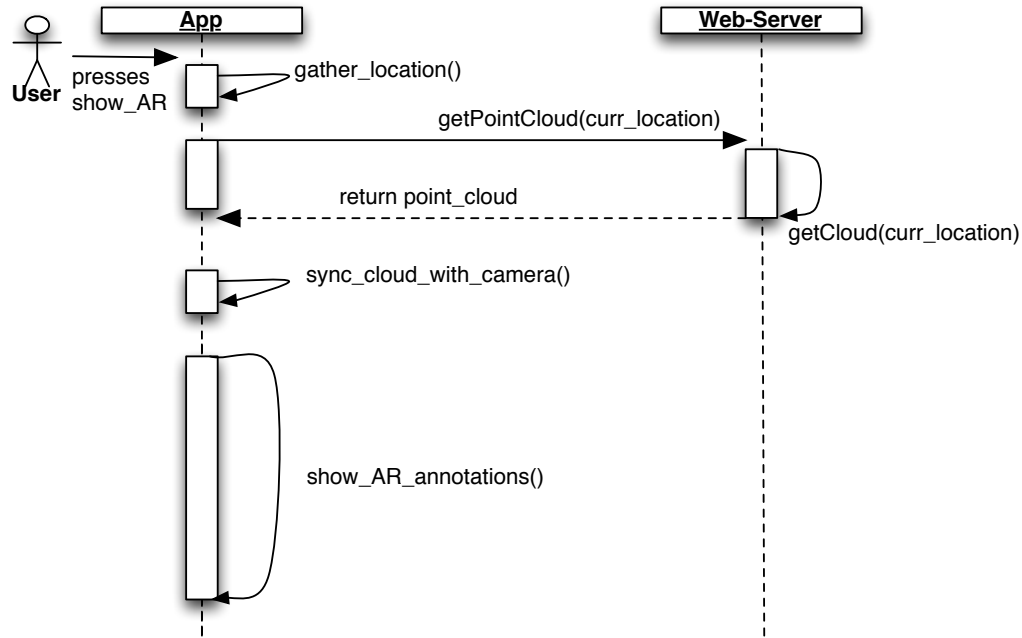 App
Web-Server
User
presses
show_AR
gather_location()
getPointCloud(curr_location)
return point_cloud
getCloud(curr_location)
sync_cloud_with_camera()
show_AR_annotations()